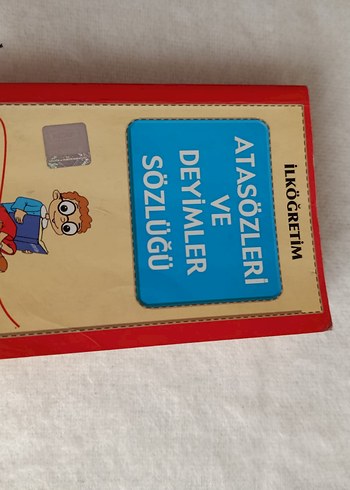 İLKÖĞRETİM
ATASÖZLERİ
VE
DEYİMLER
SÖZLÜĞÜ